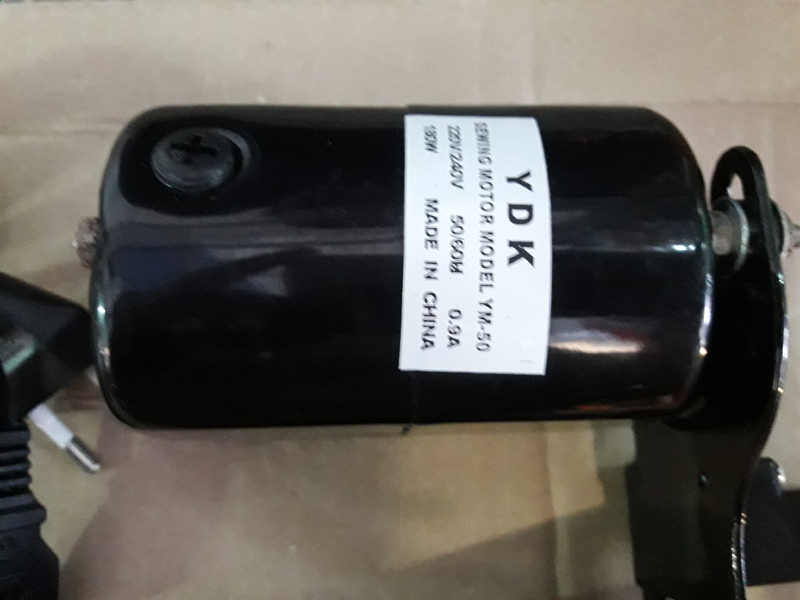 YDK
SEWING MOTOR MODEL YM-50
220V/240V 50/60Hz 0.9A
180W MADE IN CHINA